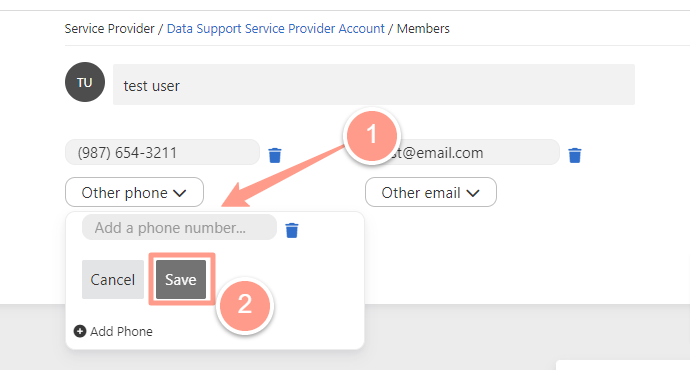 Service Provider / Data Support Service Provider Account / Members
TU
test user
1
(987) 654-3211
st@email.com
Other phone
Other email
Add a phone number...
Cancel
Save
2
Add Phone